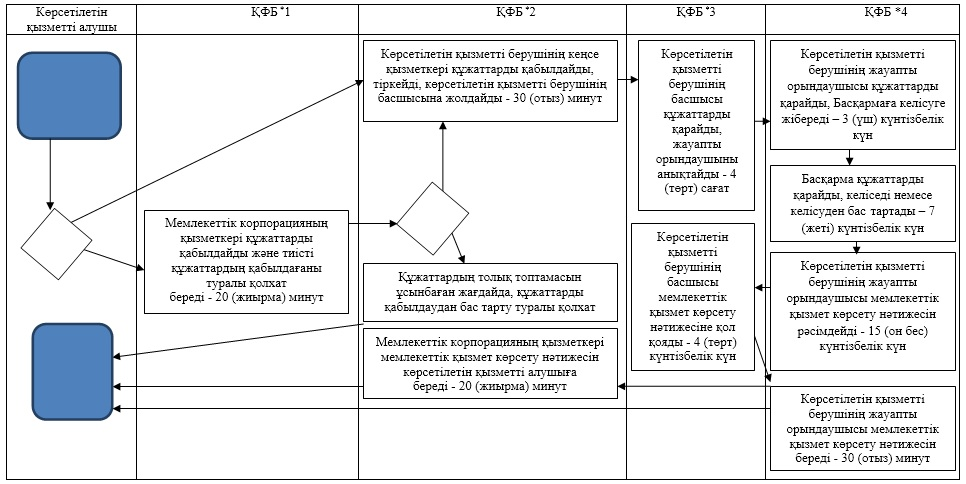 Көрсетілетін
қызметті алушы
ҚФБ *1
ҚФБ *2
ҚФБ *3
ҚФБ *4
Мемлекеттік корпорацияның
қызметкері құжаттарды
қабылдайды және тиісті
құжаттардың қабылдағаны
туралы қолхат
береді - 20 (жиырма) минут
Көрсетілетін қызметті берушінің кеңсе
қызметкері құжаттарды қабылдайды,
тіркейді, көрсетілетін қызметті берушінің
басшысына жолдайды - 30 (отыз) минут
Құжаттардың толық топтамасын
ұсынбаған жағдайда, құжаттарды
қабылдаудан бас тарту туралы қолхат
Мемлекеттік корпорацияның қызметкері
мемлекеттік қызмет көрсету нәтижесін
көрсетілетін қызметті алушыға
береді - 20 (жиырма) минут
Көрсетілетін
қызметті
берушінің
басшысы
құжаттарды
қарайды,
жауапты
орындаушыны
анықтайды - 4
(төрт) сағат
Көрсетілетін
қызметті
берушінің
басшысы
мемлекеттік
қызмет көрсету
нәтижесіне қол
қояды - 4 (төрт)
күнтізбелік күн
Көрсетілетін қызметті
берушінің жауапты
орындаушысы құжаттарды
қарайды, Басқармаға келісуге
жібереді – 3 (үш) күнтізбелік
күн
Басқарма құжаттарды
қарайды, келіседі немесе
келісуден бас тартады – 7
(жеті) күнтізбелік күн
Көрсетілетін қызметті
берушінің жауапты
орындаушысы мемлекеттік
қызмет көрсету нәтижесін
рәсімдейді - 15 (он бес)
күнтізбелік күн
Көрсетілетін қызметті
берушінің жауапты
орындаушысы мемлекеттік
қызмет көрсету нәтижесін
береді - 30 (отыз) минут